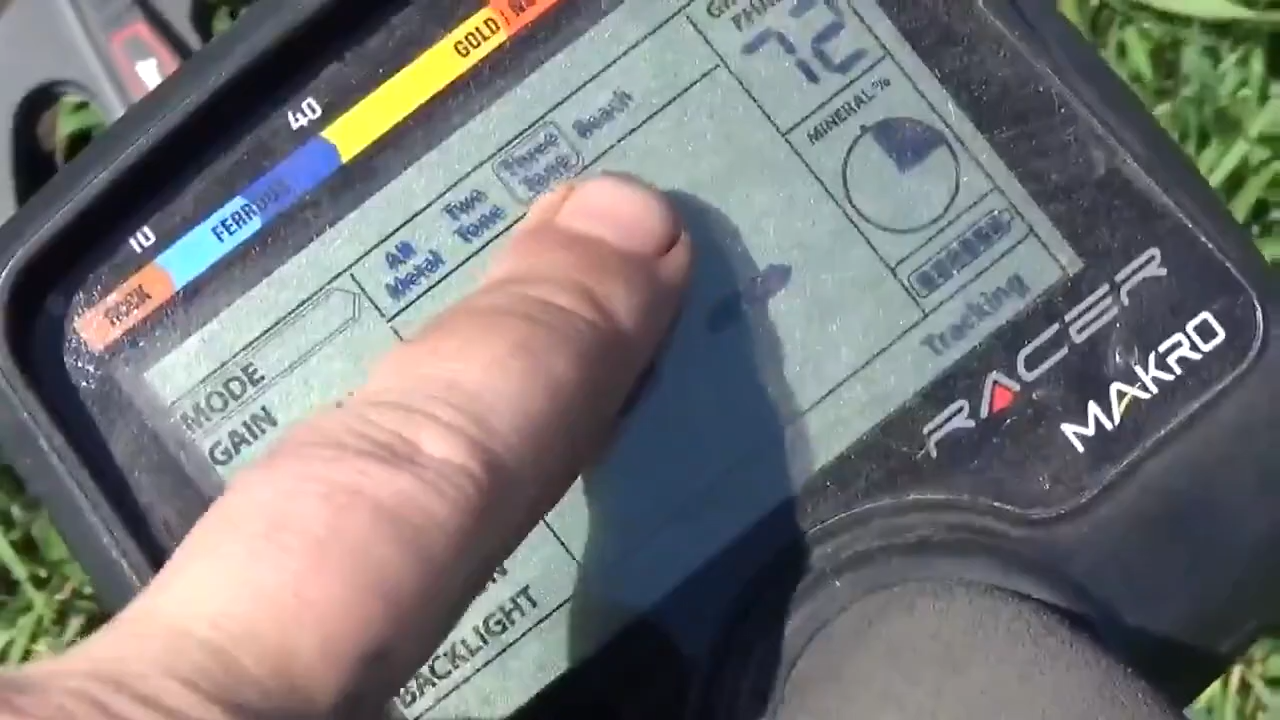 GOLD
40
FERROUS
10
ROCK
72
MINERAL%
Beach
Three
Tone
Two
Tone
All
Metal
MODE
GAIN
BACKLIGHT
Tracking
RACER
MAKRO